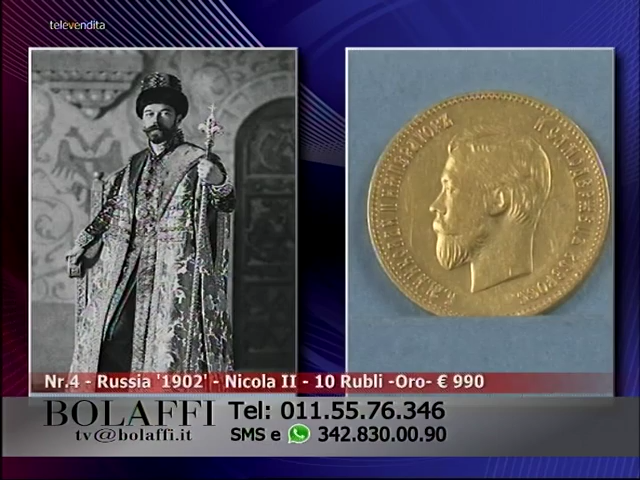 televendita
Nr.4 - Russia '1902' - Nicola II - 10 Rubli -Oro- € 990
BOLAFFI
tv@bolaffi.it
Tel: 011.55.76.346
SMS e 342.830.00.90